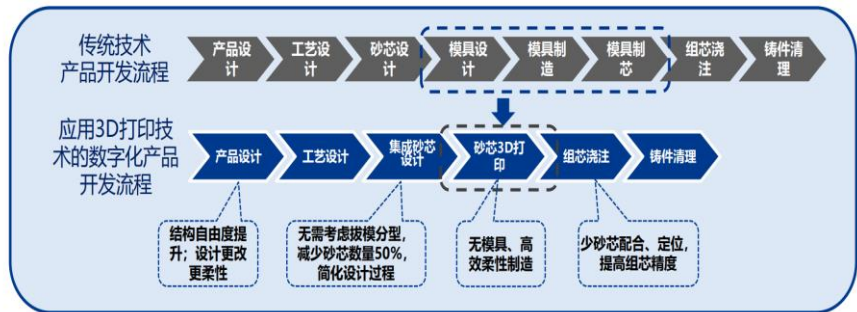 传统技术
产品开发流程
产品设
计
工艺设
计
砂芯设
计
模具设
计
模具制
造
模具制
芯
组芯浇
注
铸件清
理
应用3D打印技
术的数字化产品
开发流程
产品设计
工艺设计
集成砂芯
设计
砂芯3D打
印
组芯浇注
铸件清理
结构自由度提
升；设计更改
更柔性
无需考虑拔模分型，
减少砂芯数量50%，
简化设计过程
无模具、高
效柔性制造
少砂芯配合、定位，
提高组芯精度